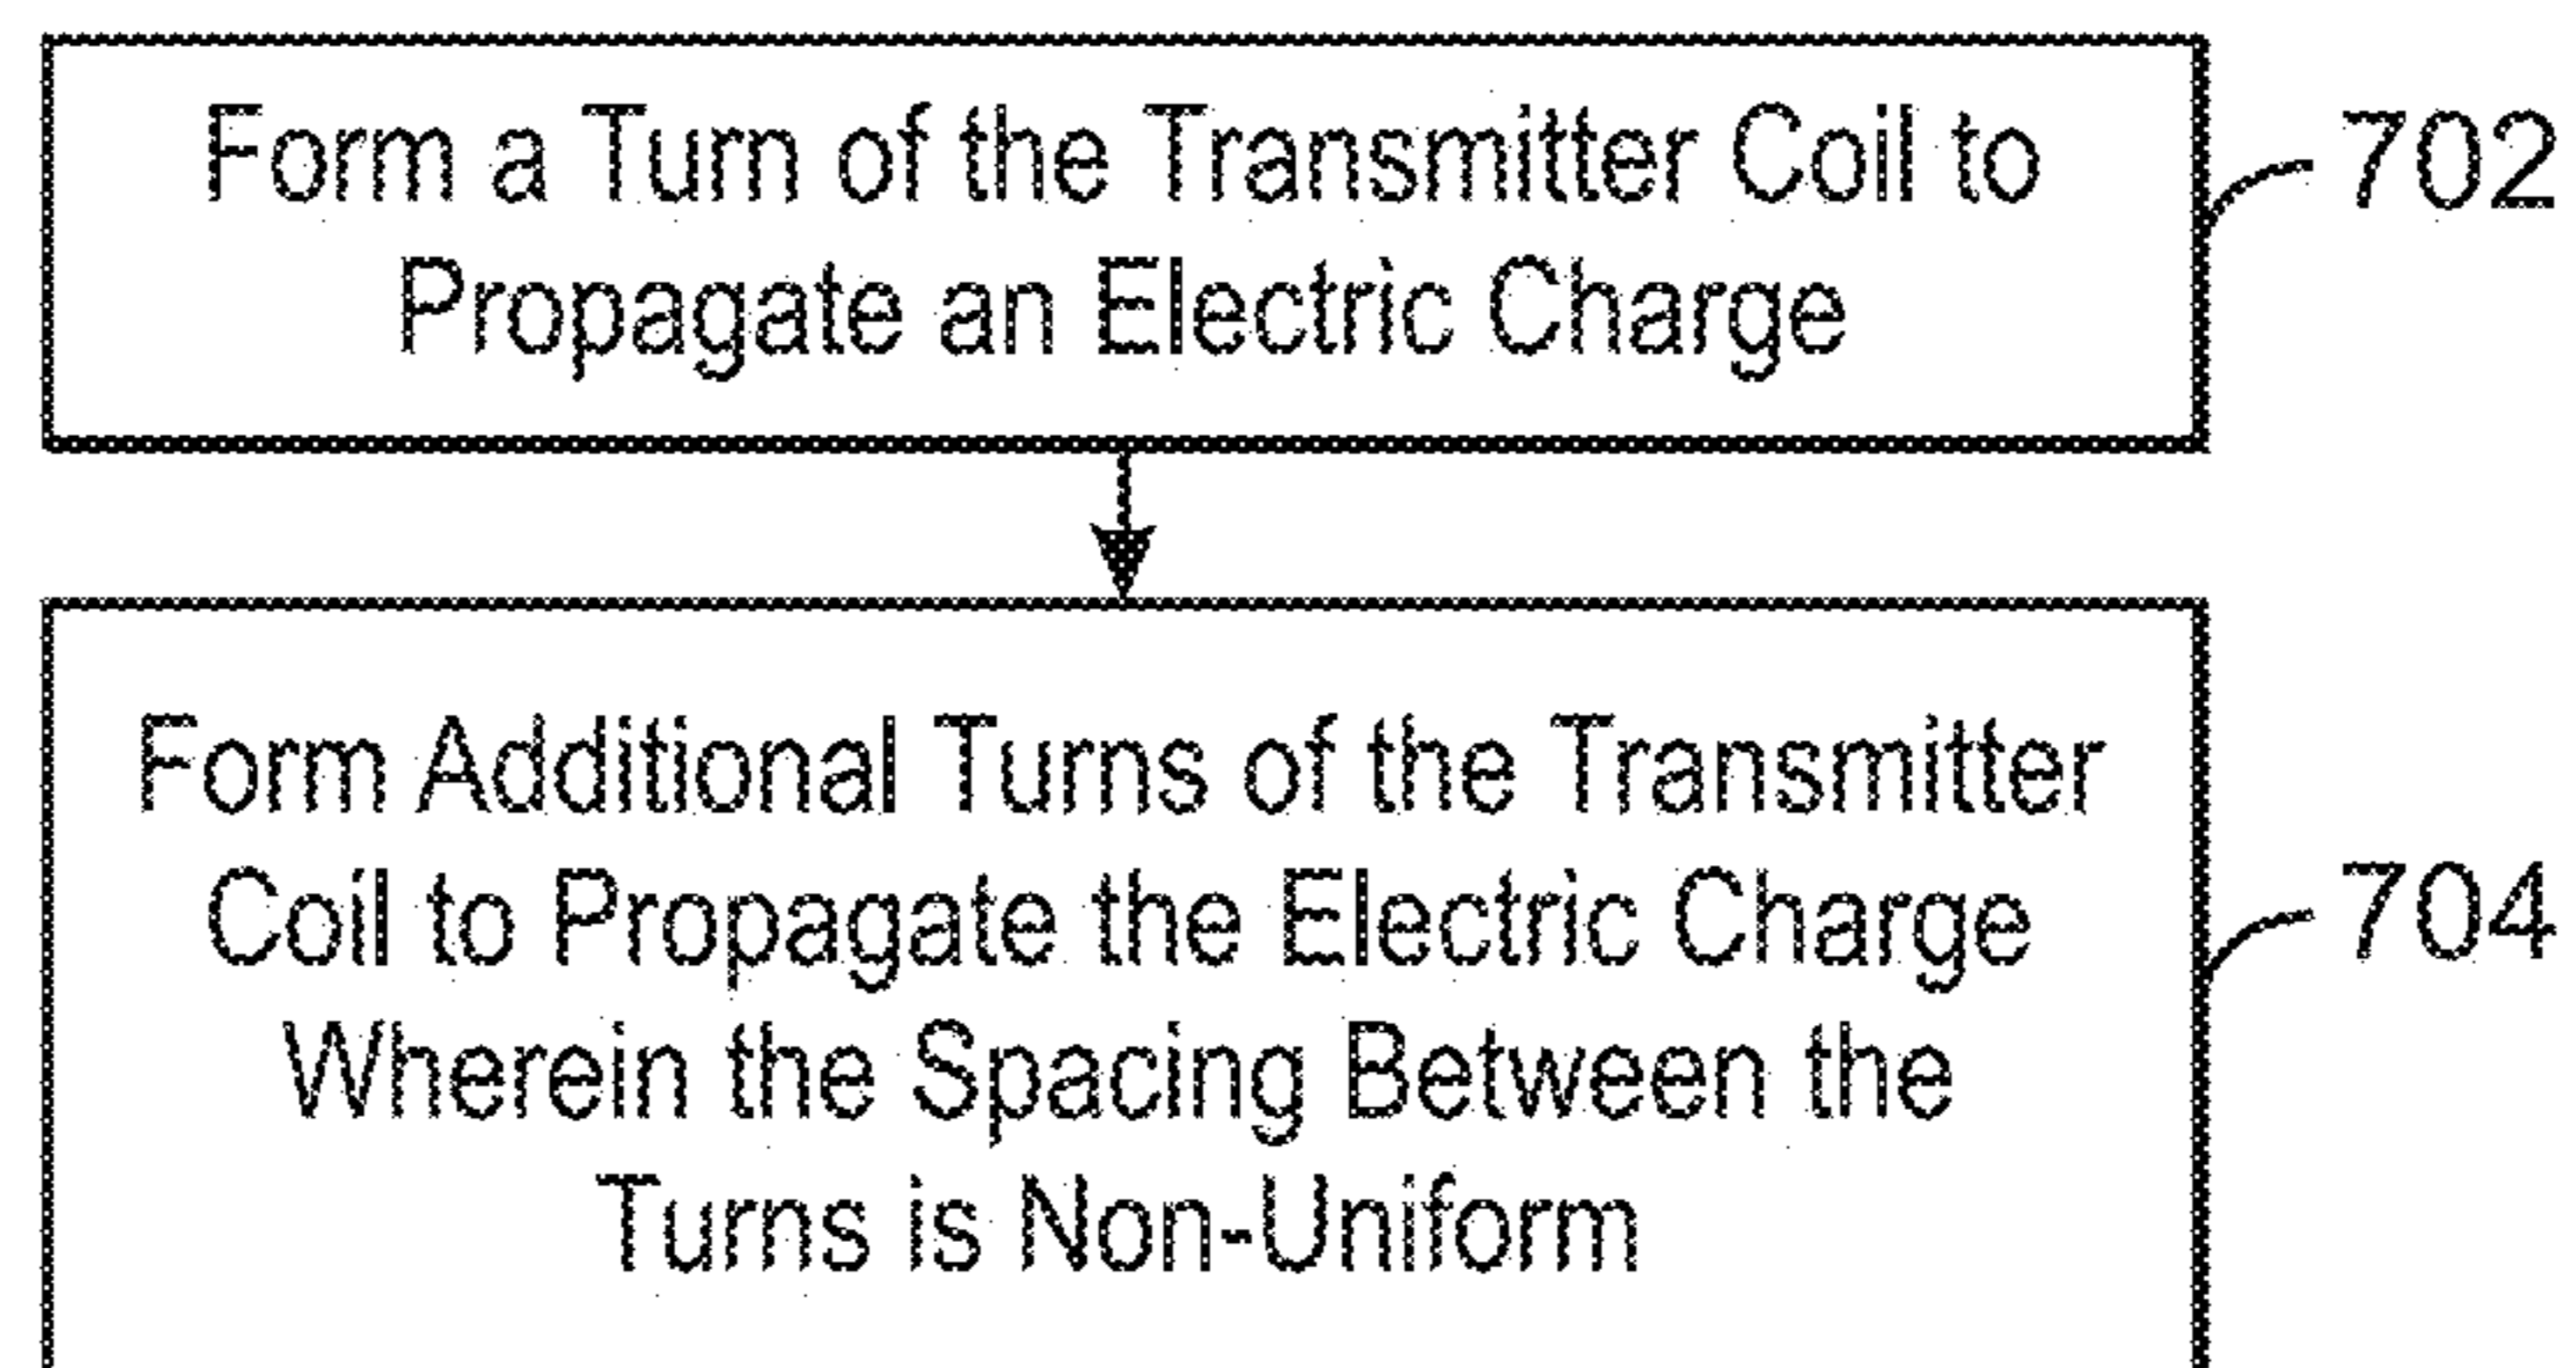 Form a Turn of the Transmitter Coil to
Propagate an Electric Charge
702
Form Additional Turns of the Transmitter
Coil to Propagate the Electric Charge
Wherein the Spacing Between the
Turns is Non-Uniform
704